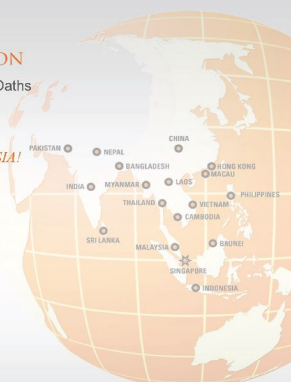 ON
Oaths
SIA!
CHINA
PAKISTAN
NEPAL
BANGLADESH
HONG KONG
MACAU
INDIA
MYANMAR
LAOS
PHILIPPINES
THAILAND
VIETNAM
CAMBODIA
SRI LANKA
MALAYSIA
BRUNEI
SINGAPORE
INDONESIA